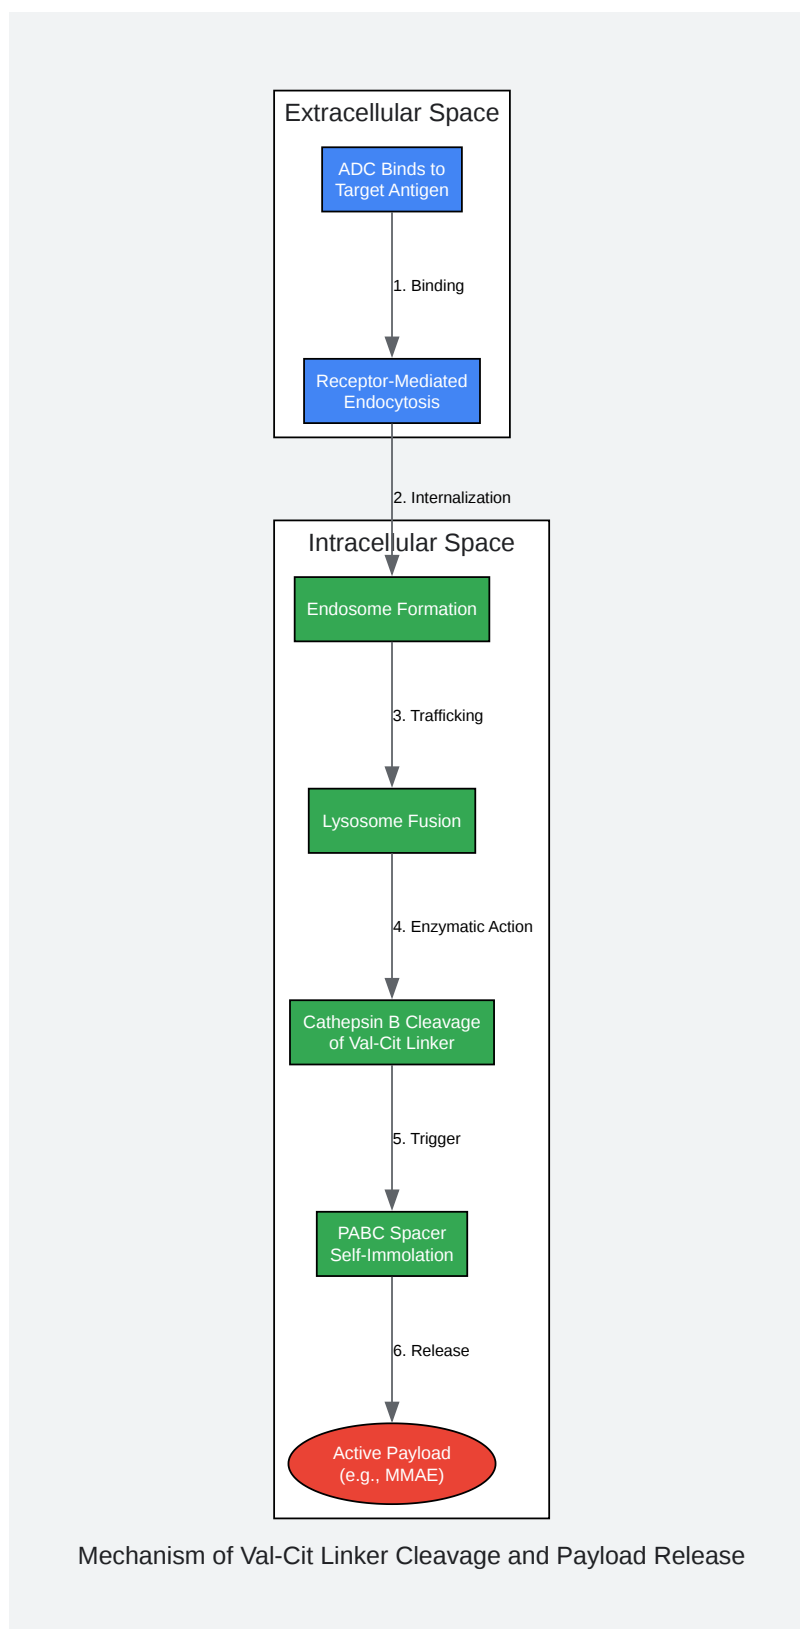 Extracellular Space
ADC Binds to
Target Antigen
1. Binding
Receptor-Mediated
Endocytosis
2. Internalization
Intracellular Space
Endosome Formation
3. Trafficking
Lysosome Fusion
4. Enzymatic Action
Cathepsin B Cleavage
of Val-Cit Linker
5. Trigger
PABC Spacer
Self-Immolation
6. Release
Active Payload
(e.g., MMAE)
Mechanism of Val-Cit Linker Cleavage and Payload Release